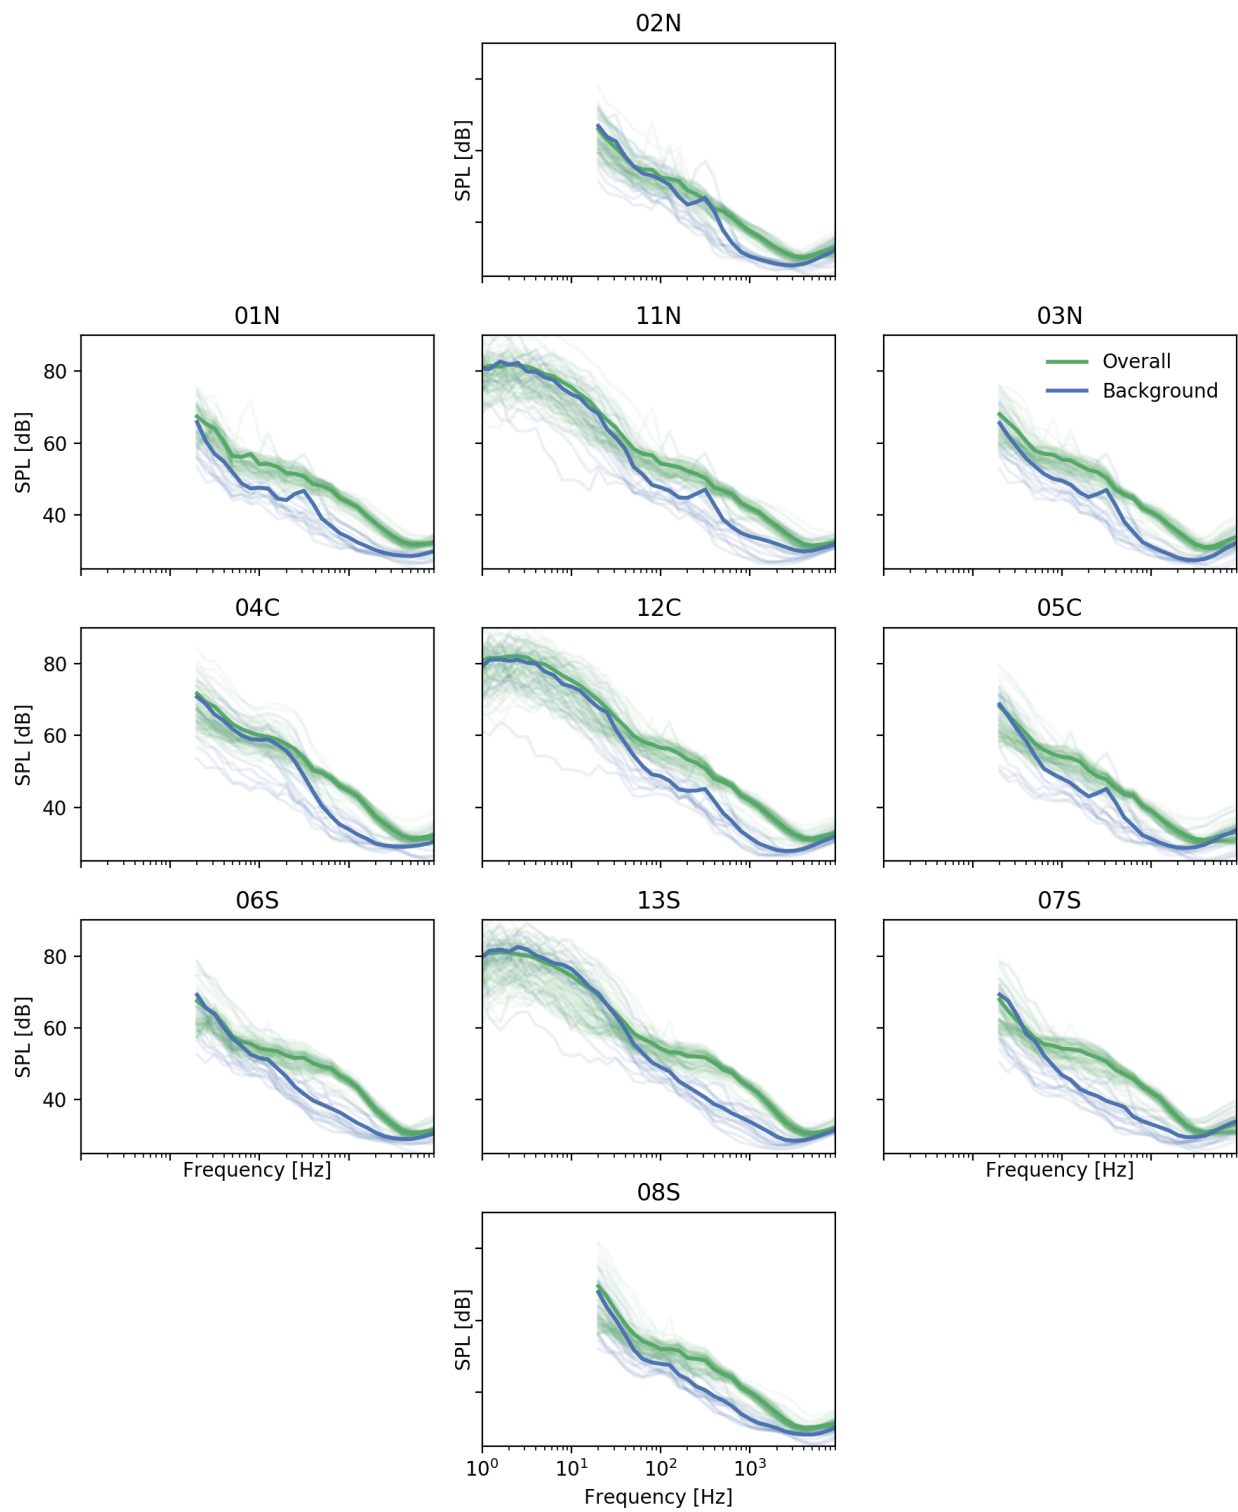 02N
SPL [dB]
01N
11N
03N
80
60
40
SPL [dB]
Overall
Background
04C
12C
05C
80
60
40
SPL [dB]
06S
13S
07S
80
60
40
SPL [dB]
Frequency [Hz]
Frequency [Hz]
08S
SPL [dB]
10⁰ 10¹ 10² 10³
Frequency [Hz]